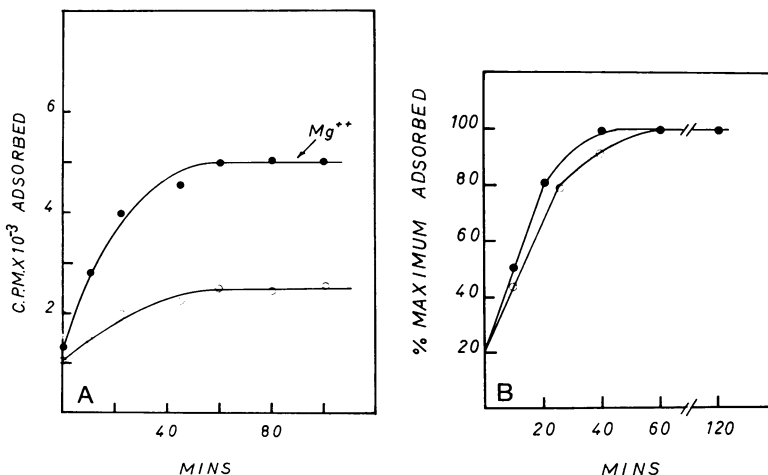 C.P.M.X10⁻³ ADSORBED
6
4
2
Mg⁺⁺
A
40
80
MINS
% MAXIMUM ADSORBED
100
80
60
40
20
B
20
40
60
120
MINS